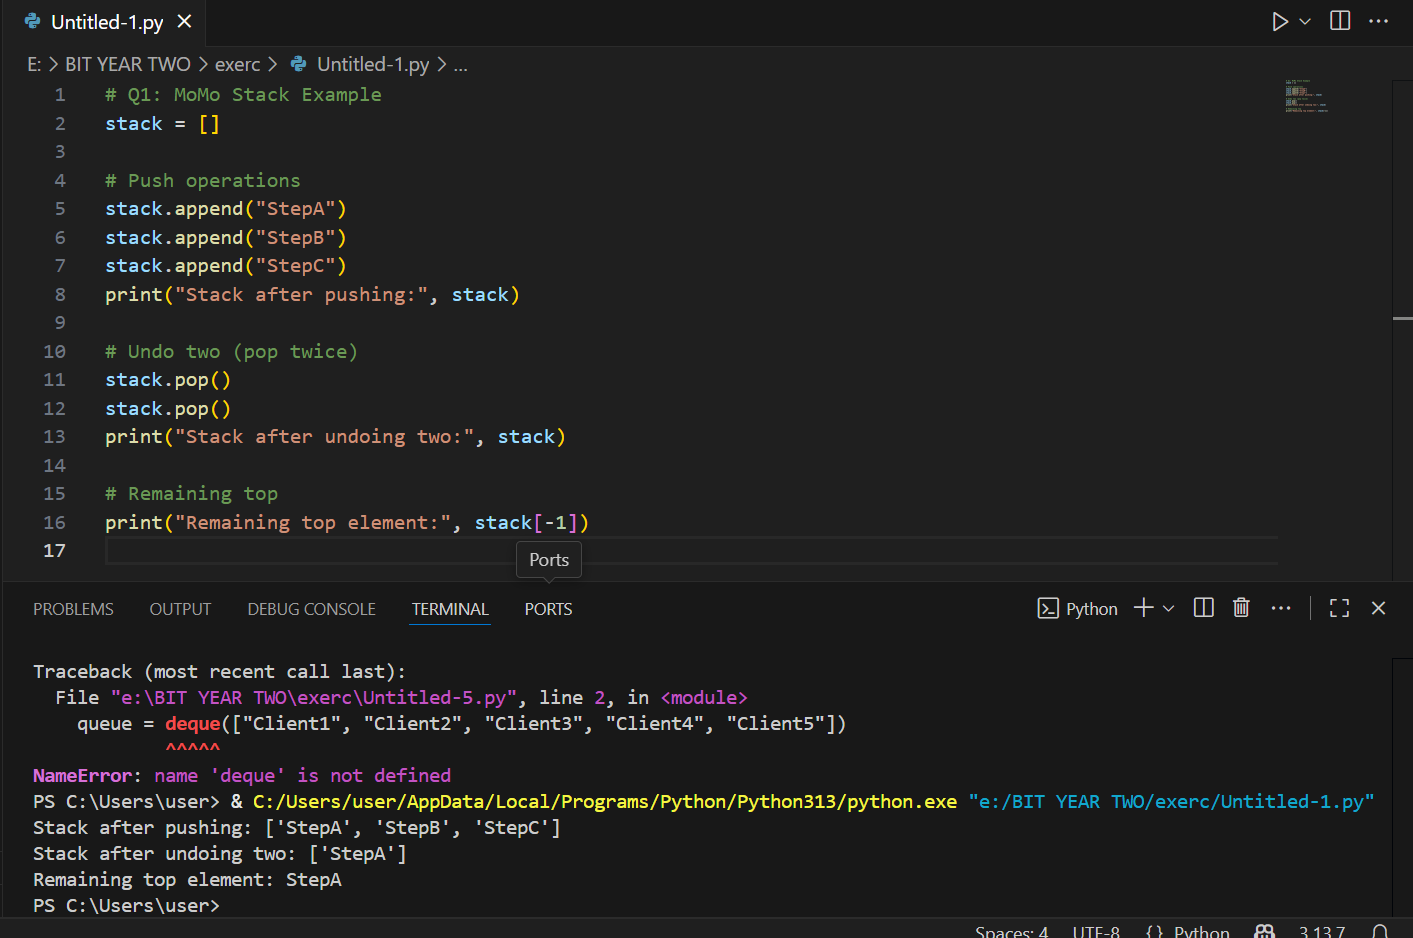 Untitled-1.py
E: > BIT YEAR TWO > exerc > Untitled-1.py > ...
1 # Q1: MoMo Stack Example
2 stack = []
3
4 # Push operations
5 stack.append("StepA")
6 stack.append("StepB")
7 stack.append("StepC")
8 print("Stack after pushing:", stack)
9
10 # Undo two (pop twice)
11 stack.pop()
12 stack.pop()
13 print("Stack after undoing two:", stack)
14
15 # Remaining top
16 print("Remaining top element:", stack[-1])
17
Ports
PROBLEMS OUTPUT DEBUG CONSOLE TERMINAL PORTS Python
Traceback (most recent call last):
  File "e:\BIT YEAR TWO\exerc\Untitled-5.py", line 2, in <module>
    queue = deque(["Client1", "Client2", "Client3", "Client4", "Client5"])
            ^^^^^
NameError: name 'deque' is not defined
PS C:\Users\user> & C:/Users/user/AppData/Local/Programs/Python/Python313/python.exe "e:/BIT YEAR TWO/exerc/Untitled-1.py"
Stack after pushing: ['StepA', 'StepB', 'StepC']
Stack after undoing two: ['StepA']
Remaining top element: StepA
PS C:\Users\user>
Spaces: 4 UTF-8 {} Python 3.13.7